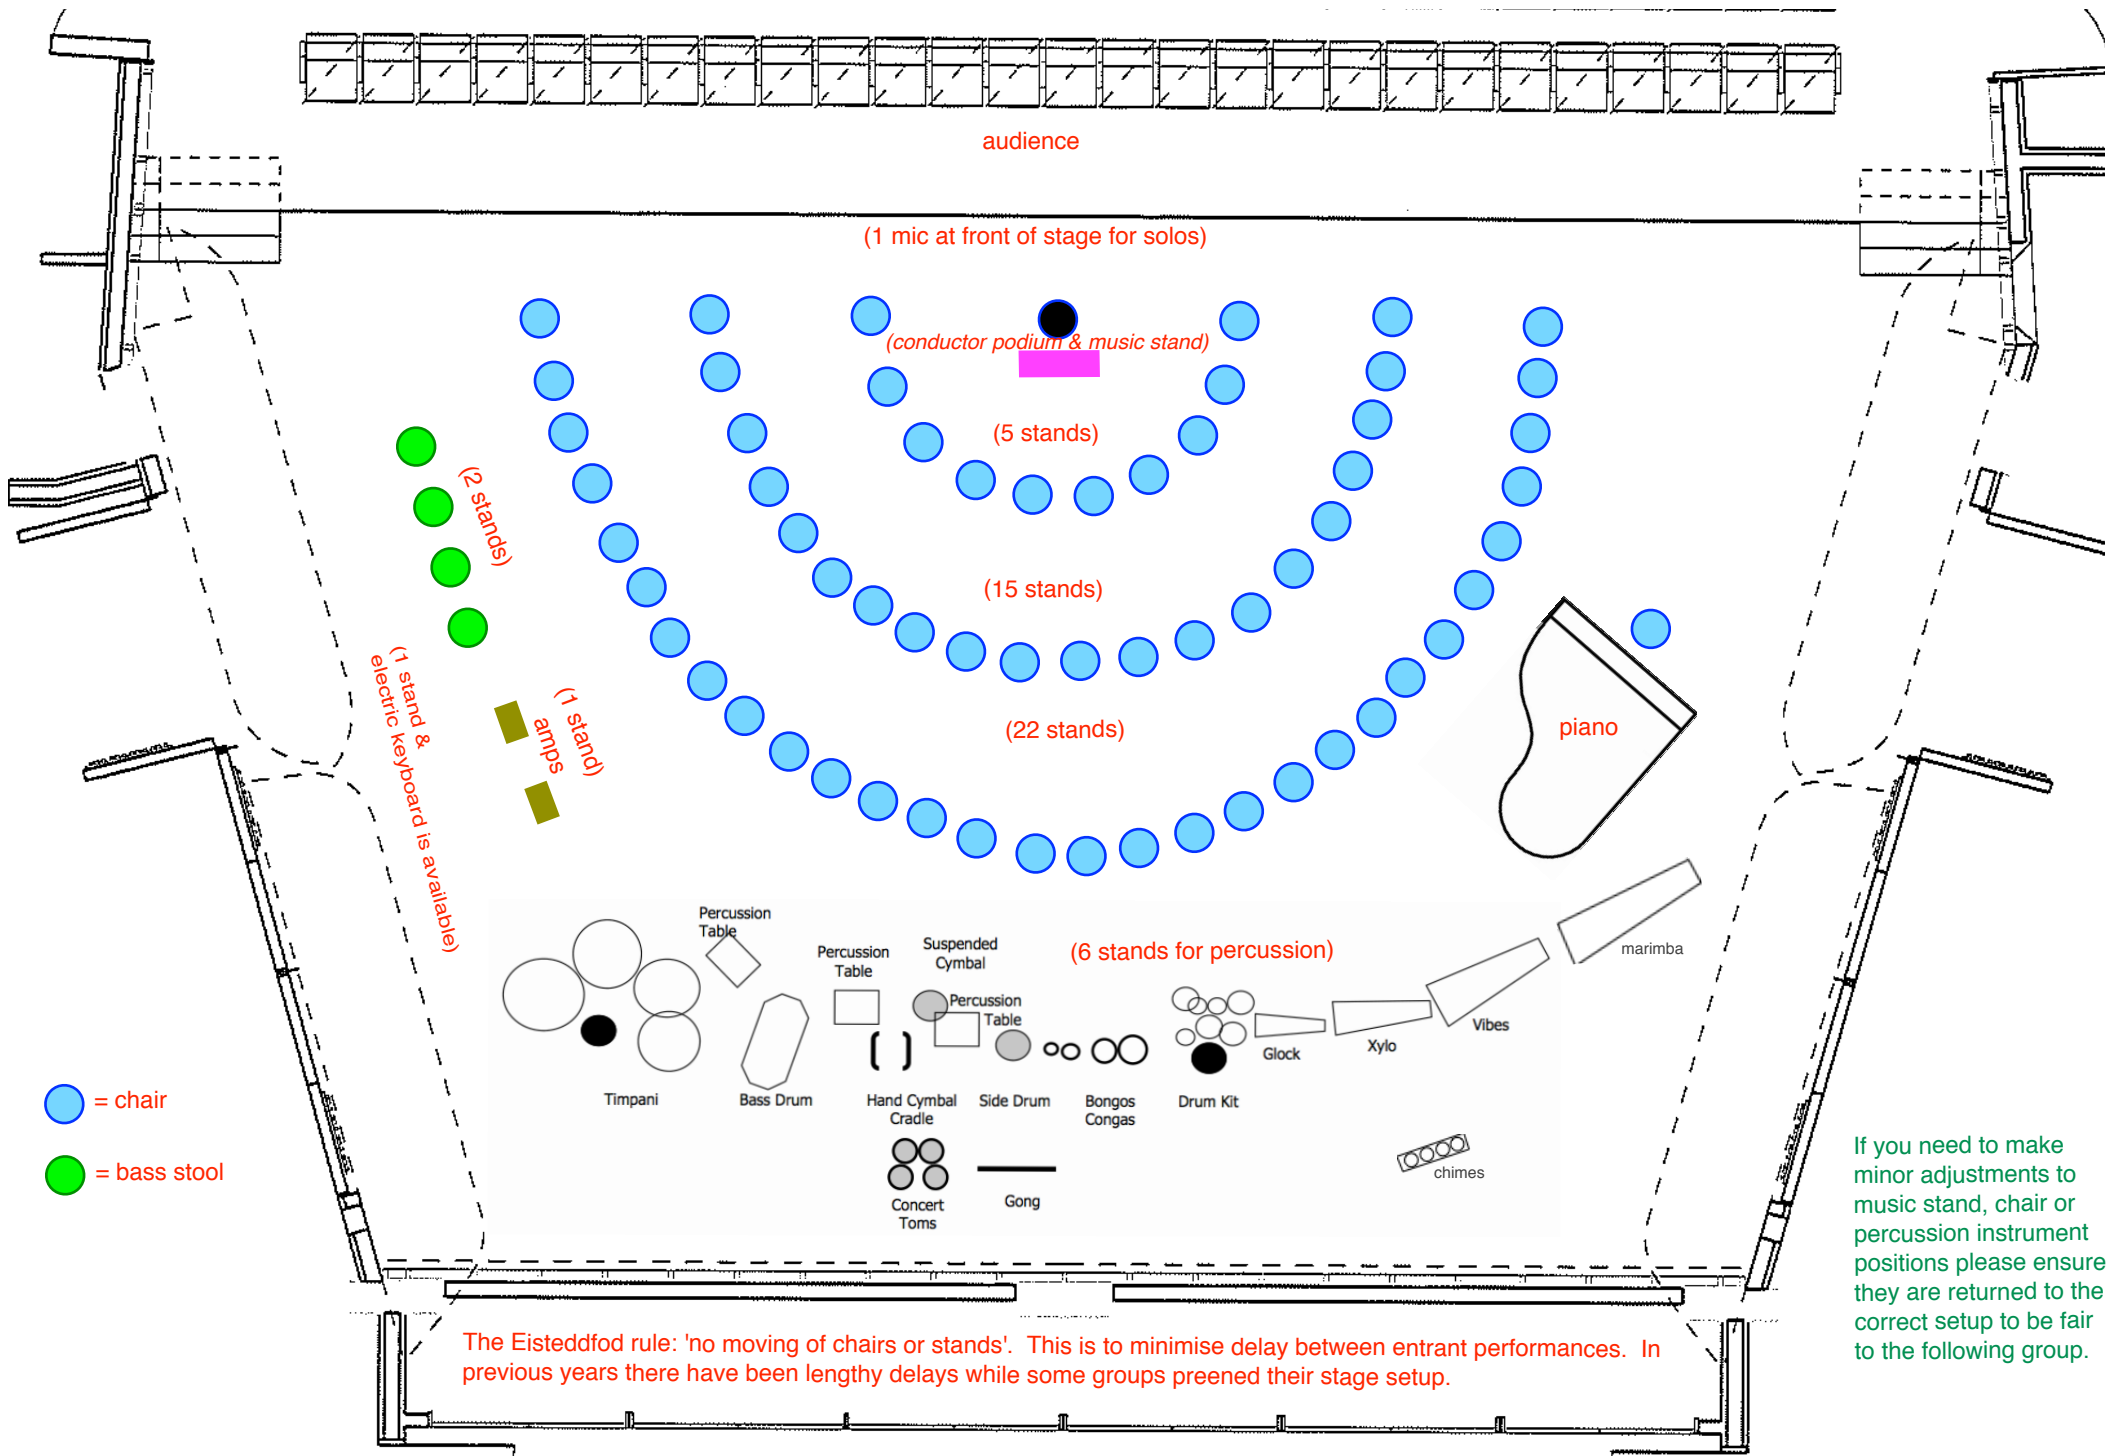 audience
(1 mic at front of stage for solos)
(conductor podium & music stand)
(5 stands)
(2 stands)
(15 stands)
(1 stand &
electric keyboard is available)
(1 stand)
amps
(22 stands)
piano
Percussion
Table
Percussion
Table
Suspended
Cymbal
(6 stands for percussion)
marimba
Percussion
Table
Vibes
Xylo
Glock
Timpani
Bass Drum
Hand Cymbal
Cradle
Side Drum
Bongos
Congas
Drum Kit
= chair
= bass stool
chimes
Concert
Toms
Gong
If you need to make
minor adjustments to
music stand, chair or
percussion instrument
positions please ensure
they are returned to the
correct setup to be fair
to the following group.
The Eisteddfod rule: 'no moving of chairs or stands'.  This is to minimise delay between entrant performances.  In
previous years there have been lengthy delays while some groups preened their stage setup.